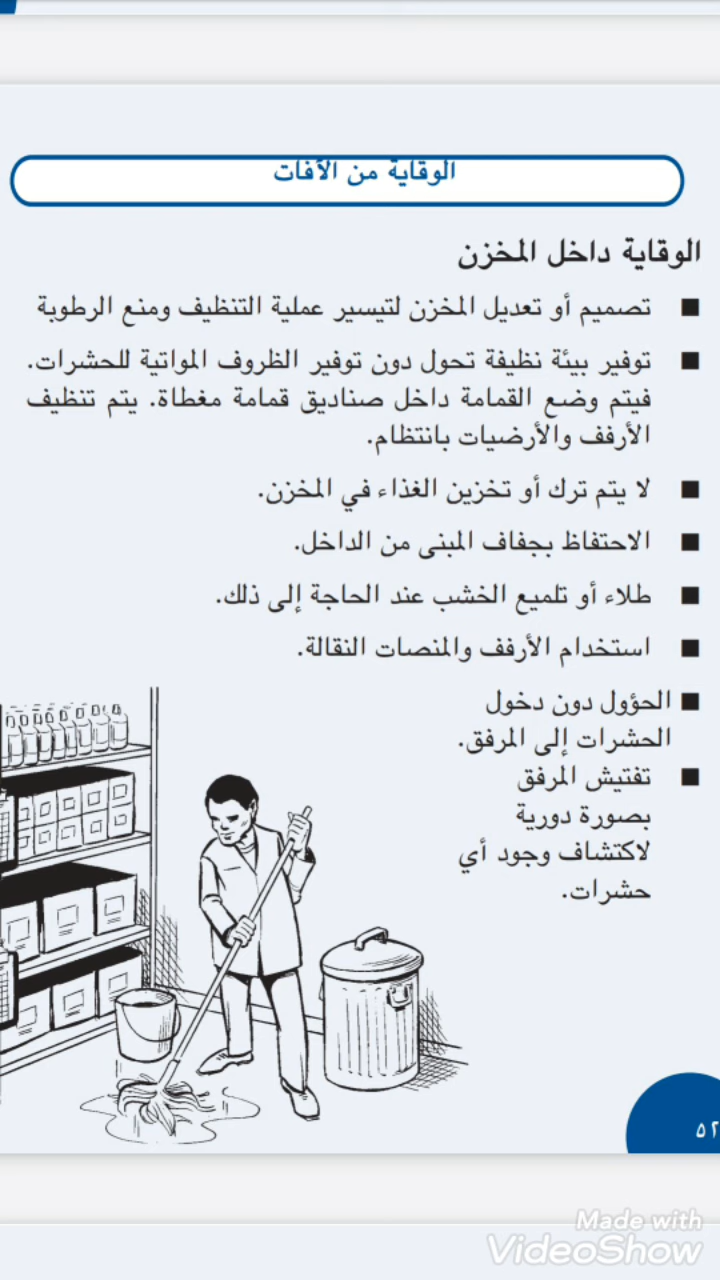 الوقاية من الآفات
الوقاية داخل المخزن
■ تصميم أو تعديل المخزن لتيسير عملية التنظيف ومنع الرطوبة
■ توفير بيئة نظيفة تحول دون توفير الظروف المواتية للحشرات.
فيتم وضع القمامة داخل صناديق قمامة مغطاة. يتم تنظيف
الأرفف والأرضيات بانتظام.
■ لا يتم ترك أو تخزين الغذاء في المخزن.
■ الاحتفاظ بجفاف المبنى من الداخل.
■ طلاء أو تلميع الخشب عند الحاجة إلى ذلك.
■ استخدام الأرفف والمنصات النقالة.
■ الحؤول دون دخول
الحشرات إلى المرفق.
■ تفتيش المرفق
بصورة دورية
لاكتشاف وجود أي
حشرات.
٥٢
Made with
VideoShow